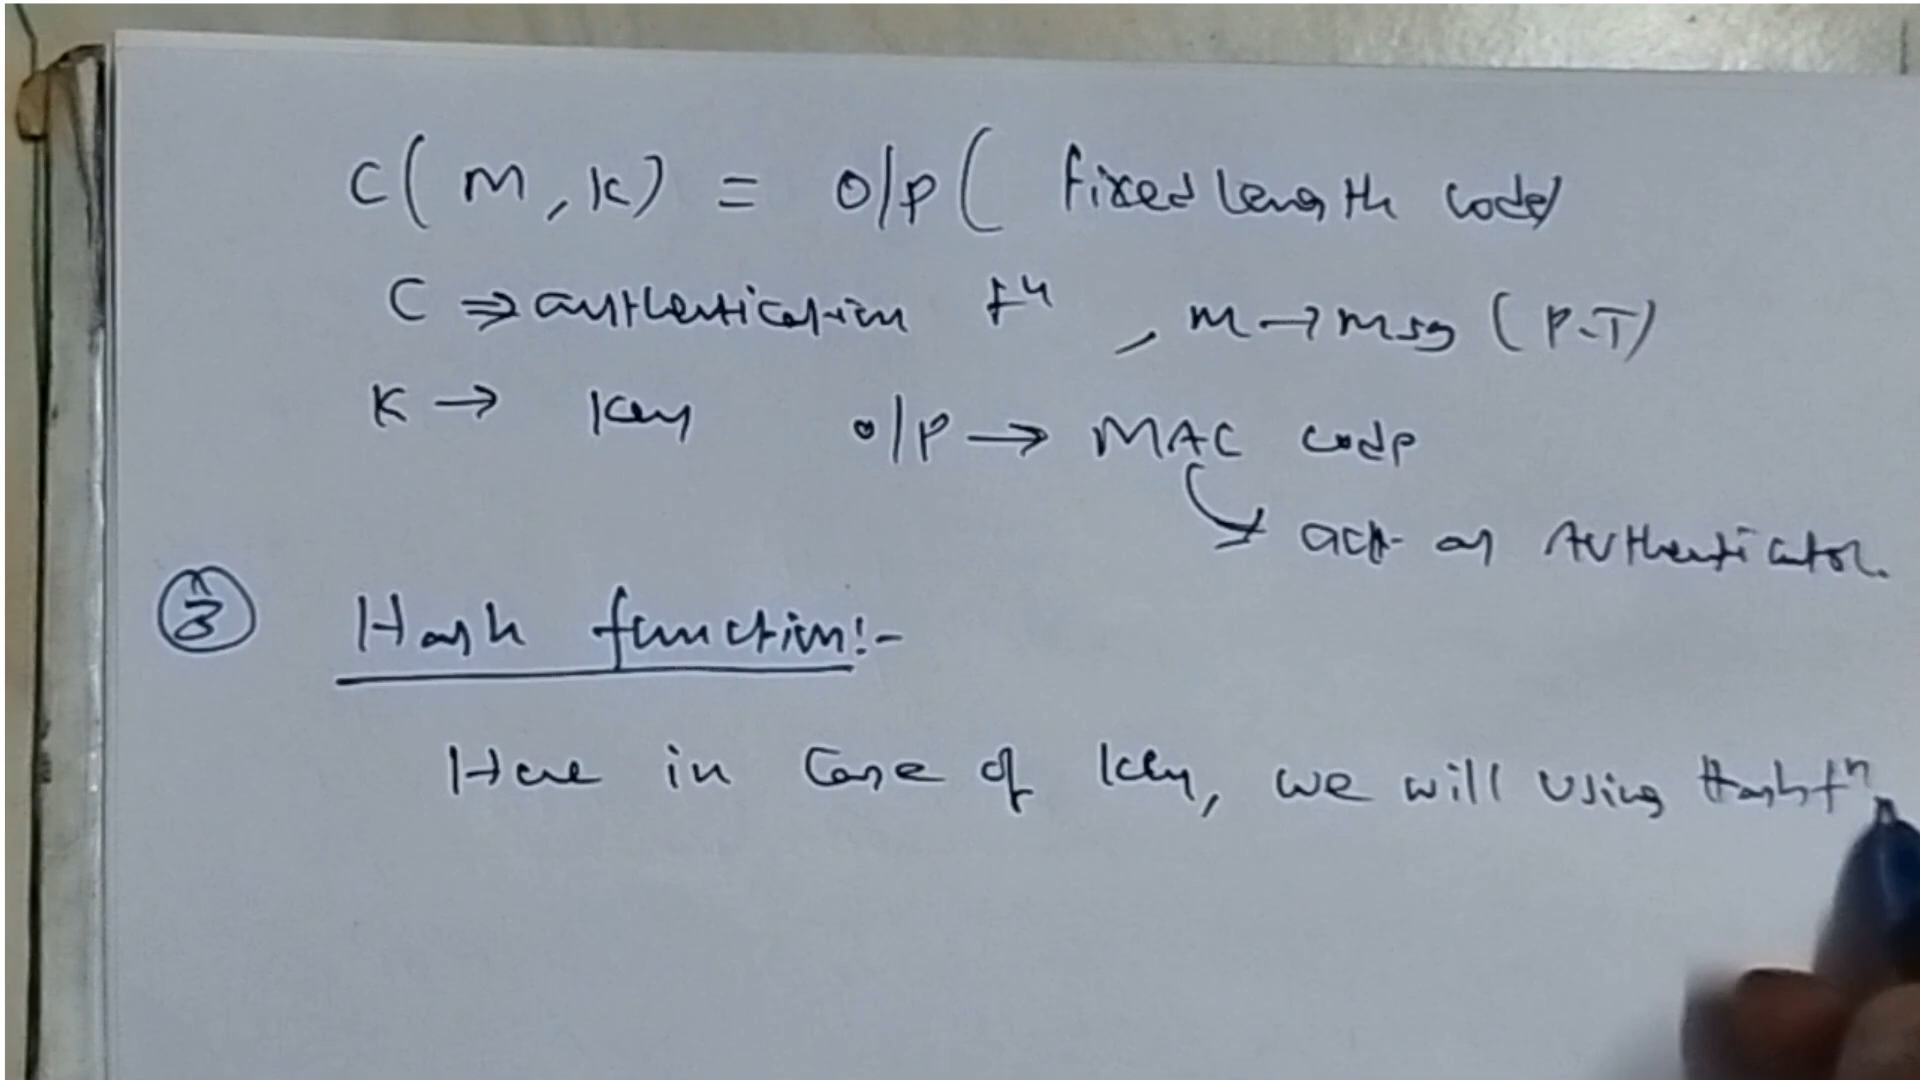 C( M, K) = O/P ( fixed length code)
C ⇒ authentication fⁿ , M → msg (P.T)
K → key O/P → MAC code
↳ act as Authenticator.
③ Hash function:-
Here in case of key, we will using Hash fⁿ